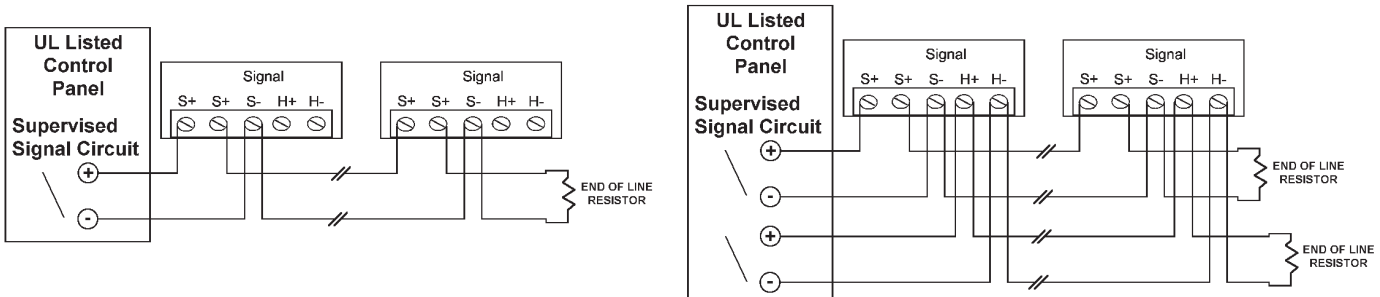 UL Listed
Control
Panel
Supervised
Signal Circuit
+
-
Signal
S+ S+ S- H+ H-
Signal
S+ S+ S- H+ H-
END OF LINE
RESISTOR
UL Listed
Control
Panel
Supervised
Signal Circuit
+
-
+
-
Signal
S+ S+ S- H+ H-
Signal
S+ S+ S- H+ H-
END OF LINE
RESISTOR
END OF LINE
RESISTOR